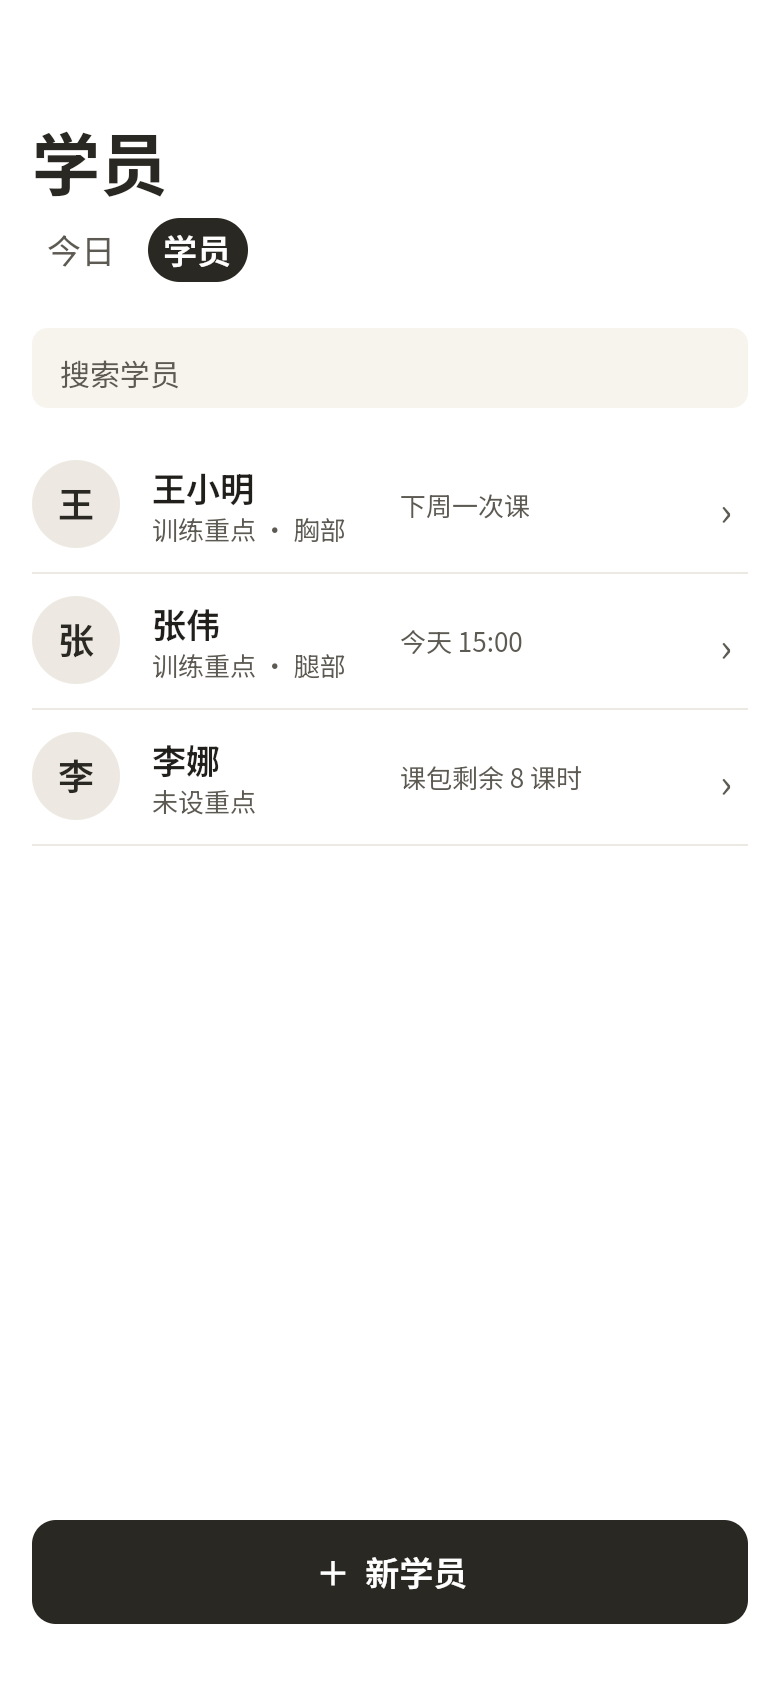 学员
今日 学员
搜索学员
王 王小明 下周一次课 ›
训练重点 · 胸部
张 张伟 今天 15:00 ›
训练重点 · 腿部
李 李娜 课包剩余 8 课时 ›
未设重点
＋ 新学员